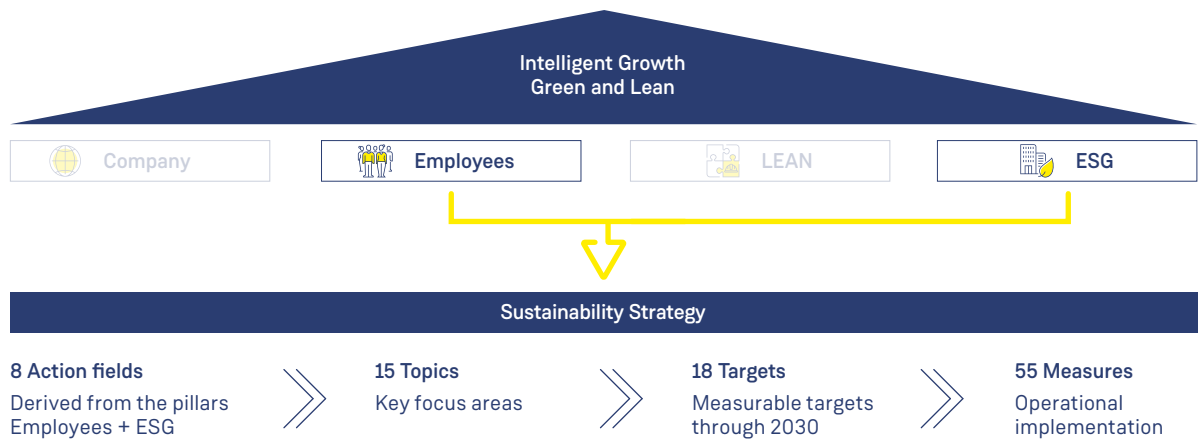 Intelligent Growth
Green and Lean
Company
Employees
LEAN
ESG
Sustainability Strategy
8 Action fields
Derived from the pillars
Employees + ESG
15 Topics
Key focus areas
18 Targets
Measurable targets
through 2030
55 Measures
Operational
implementation